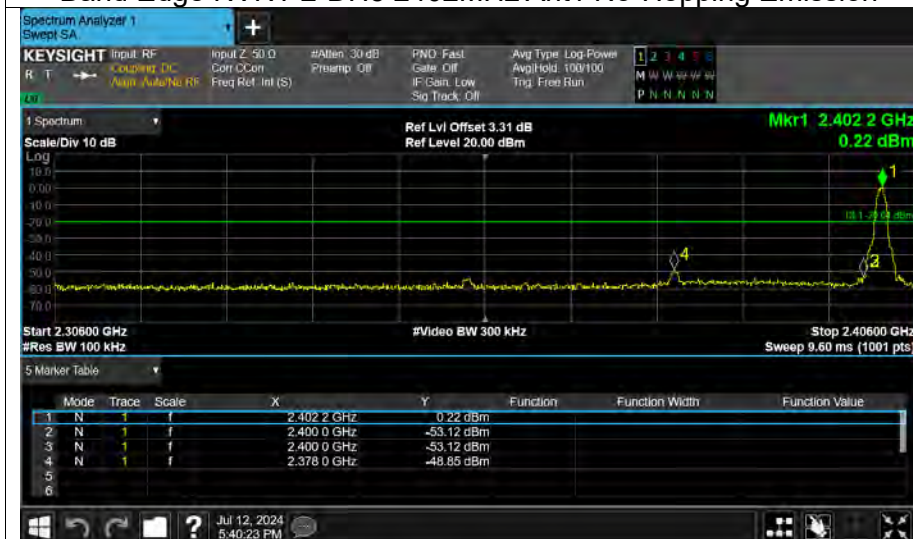 Spectrum Analyzer 1
Swept SA
+
KEYSIGHT Input: RF Input Z: 50 Ω #Atten: 30 dB PNO: Fast Avg Type: Log-Power 1 2 3 4 5 6
R T Coupling: DC Corr CCorr Preamp: Off Gate: Off Avg|Hold: 100/100 M W W W W W
Align: Auto/No RF Freq Ref: Int (S) IF Gain: Low Trig: Free Run
Sig Track: Off P N N N N N
1 Spectrum Ref Lvl Offset 3.31 dB Mkr1 2.402 2 GHz
Scale/Div 10 dB Ref Level 20.00 dBm 0.22 dBm
Log
10.0
0.00
-10.0
-20.0
-30.0
-40.0
-50.0
-60.0
-70.0
1
4
Start 2.30600 GHz #Video BW 300 kHz Stop 2.40600 GHz
#Res BW 100 kHz Sweep 9.60 ms (1001 pts)
5 Marker Table
Mode Trace Scale X Y Function Function Width Function Value
1 N 1 f 2.402 2 GHz 0.22 dBm
2 N 1 f 2.400 0 GHz -53.12 dBm
3 N 1 f 2.400 0 GHz -53.12 dBm
4 N 1 f 2.378 0 GHz -48.85 dBm
5
6
? Jul 12, 2024
5:40:23 PM